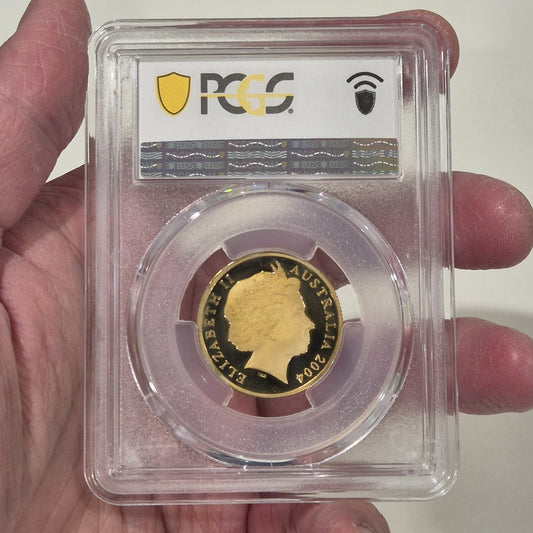 PCGS
ELIZABETH II AUSTRALIA 2004